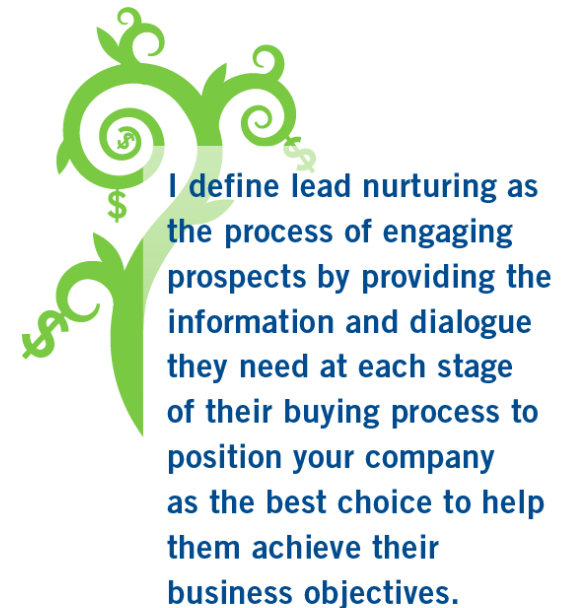 $
$
$
$
I define lead nurturing as
the process of engaging
prospects by providing the
information and dialogue
they need at each stage
of their buying process to
position your company
as the best choice to help
them achieve their
business objectives.